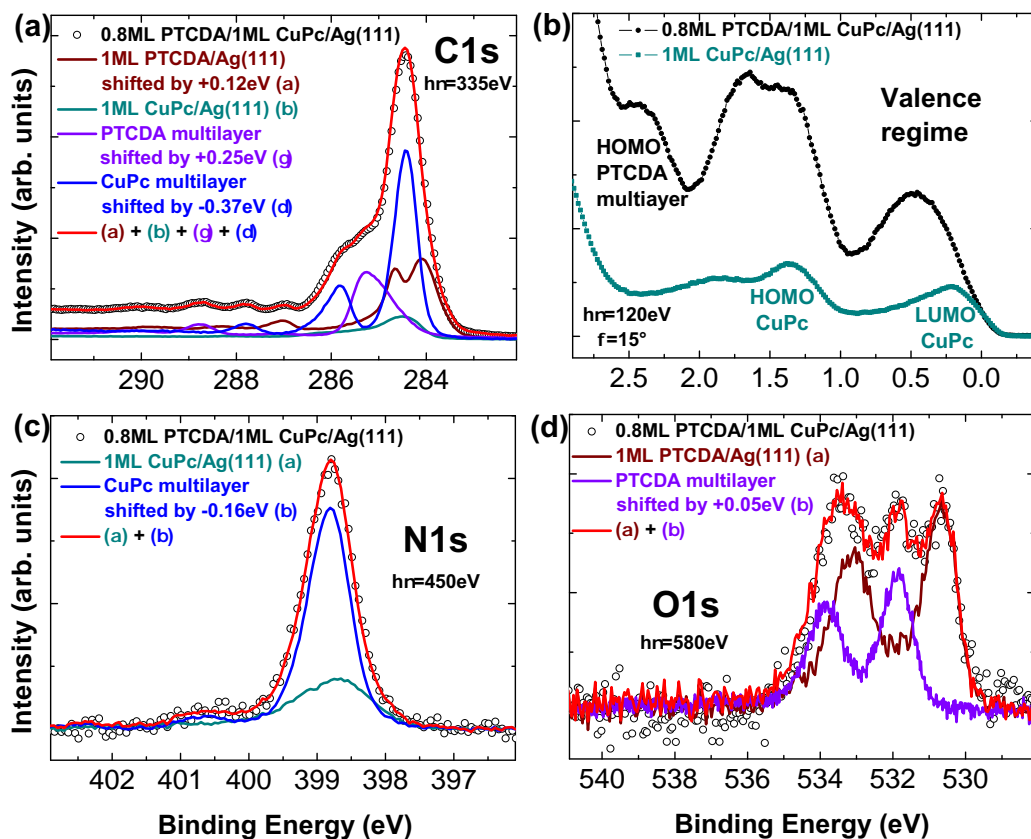 (a)
0.8ML PTCDA/1ML CuPc/Ag(111)
1ML PTCDA/Ag(111)
shifted by +0.12eV (a)
1ML CuPc/Ag(111) (b)
PTCDA multilayer
shifted by +0.25eV (g)
CuPc multilayer
shifted by -0.37eV (d)
(a) + (b) + (g) + (d)
C1s
hn=335eV
Intensity (arb. units)
290 288 286 284
(b)
0.8ML PTCDA/1ML CuPc/Ag(111)
1ML CuPc/Ag(111)
Valence
regime
HOMO
PTCDA
multiayer
HOMO
CuPc
LUMO
CuPc
hn=120eV
f=15°
2.5 2.0 1.5 1.0 0.5 0.0
(c)
0.8ML PTCDA/1ML CuPc/Ag(111)
1ML CuPc/Ag(111) (a)
CuPc multilayer
shifted by -0.16eV (b)
(a) + (b)
N1s
hn=450eV
Intensity (arb. units)
402 401 400 399 398 397
Binding Energy (eV)
(d)
0.8ML PTCDA/1ML CuPc/Ag(111)
1ML PTCDA/Ag(111) (a)
PTCDA multilayer
shifted by +0.05eV (b)
(a) + (b)
O1s
hn=580eV
540 538 536 534 532 530
Binding Energy (eV)